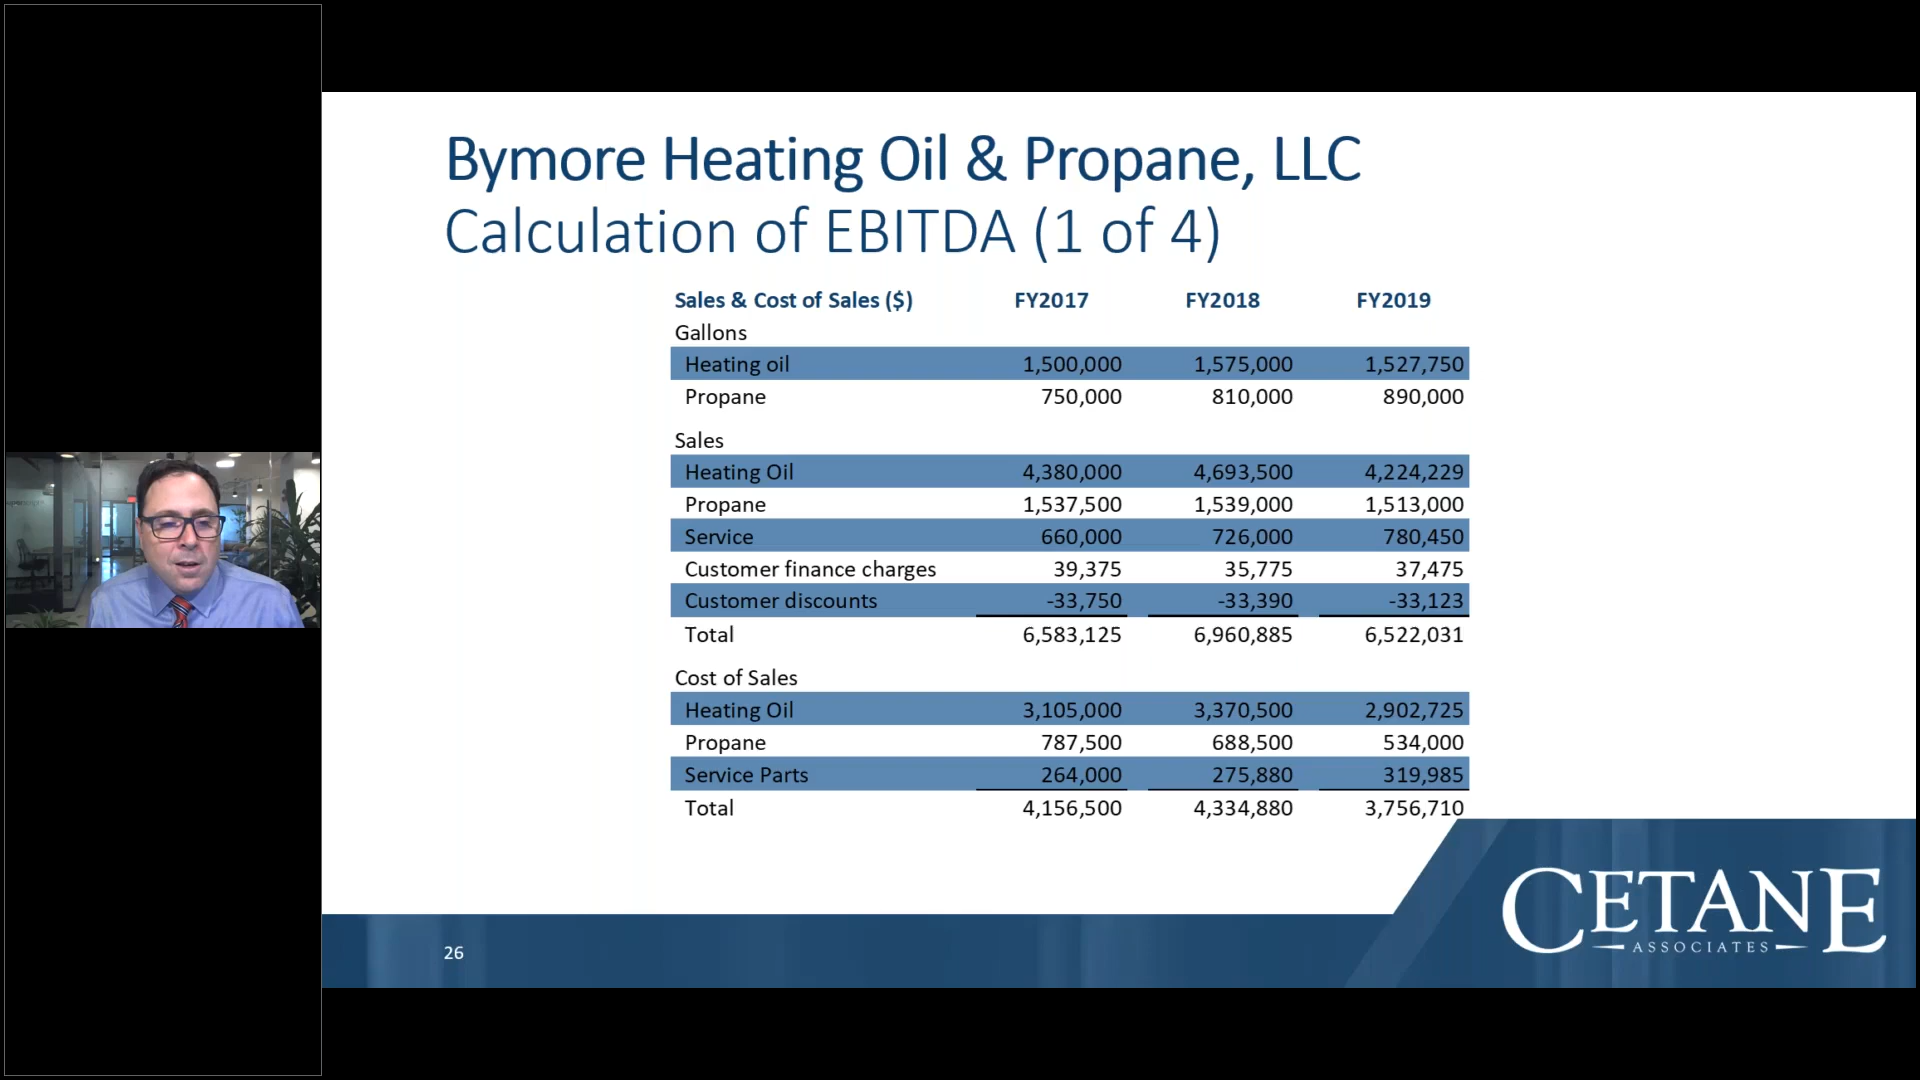 Bymore Heating Oil & Propane, LLC
Calculation of EBITDA (1 of 4)
Sales & Cost of Sales ($) FY2017 FY2018 FY2019
Gallons
Heating oil 1,500,000 1,575,000 1,527,750
Propane 750,000 810,000 890,000
Sales
Heating Oil 4,380,000 4,693,500 4,224,229
Propane 1,537,500 1,539,000 1,513,000
Service 660,000 726,000 780,450
Customer finance charges 39,375 35,775 37,475
Customer discounts -33,750 -33,390 -33,123
Total 6,583,125 6,960,885 6,522,031
Cost of Sales
Heating Oil 3,105,000 3,370,500 2,902,725
Propane 787,500 688,500 534,000
Service Parts 264,000 275,880 319,985
Total 4,156,500 4,334,880 3,756,710
26
CETANE
ASSOCIATES